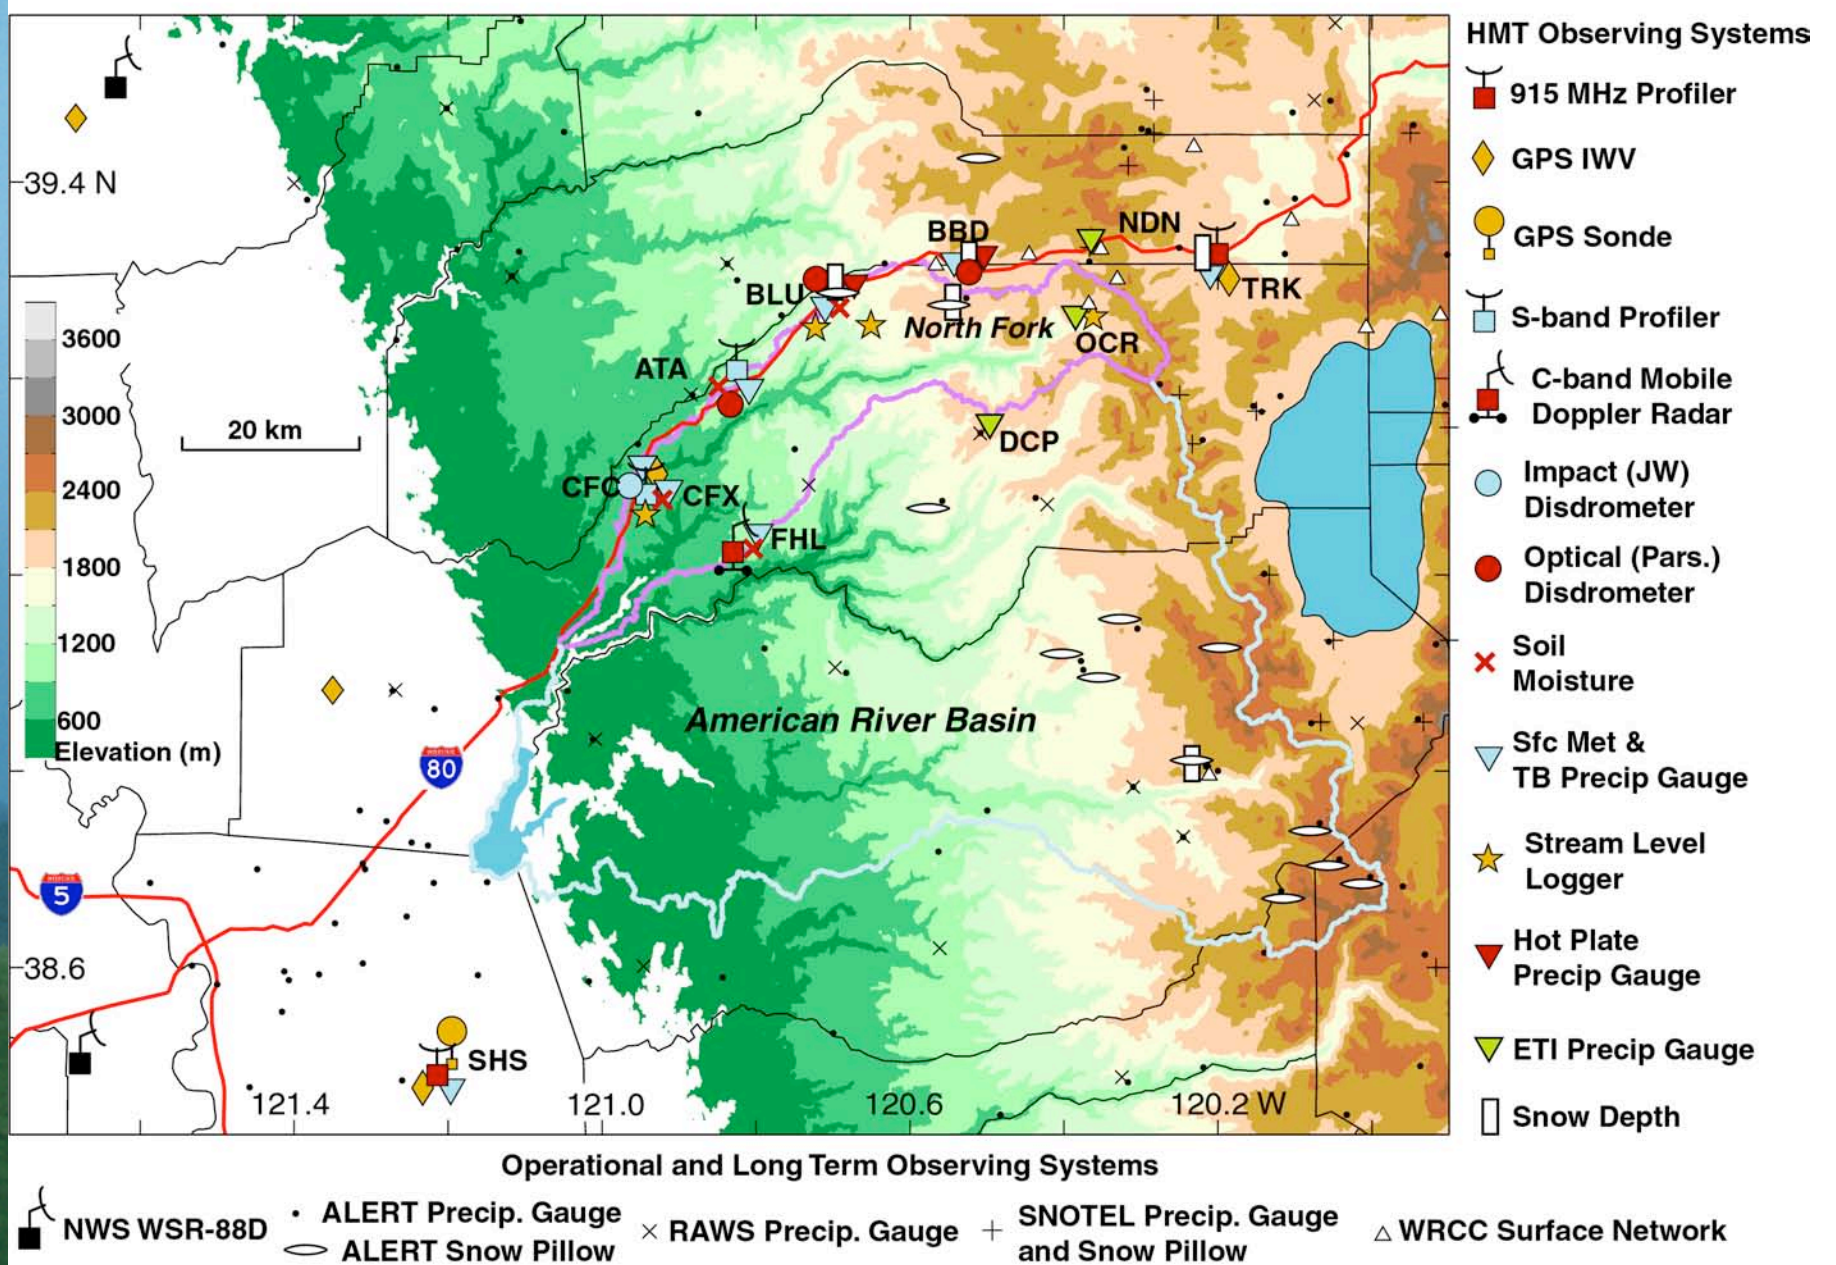 HMT Observing Systems
915 MHz Profiler
GPS IWV
GPS Sonde
S-band Profiler
C-band Mobile
Doppler Radar
Impact (JW)
Disdrometer
Optical (Pars.)
Disdrometer
Soil
Moisture
Sfc Met &
TB Precip Gauge
Stream Level
Logger
Hot Plate
Precip Gauge
ETI Precip Gauge
Snow Depth
39.4 N
38.6
121.4
121.0
120.6
120.2 W
3600
3000
2400
1800
1200
600
Elevation (m)
20 km
BBD
NDN
BLU
TRK
North Fork
OCR
ATA
DCP
CFC
CFX
FHL
American River Basin
80
5
SHS
Operational and Long Term Observing Systems
NWS WSR-88D
ALERT Precip. Gauge
ALERT Snow Pillow
RAWS Precip. Gauge
SNOTEL Precip. Gauge
and Snow Pillow
WRCC Surface Network